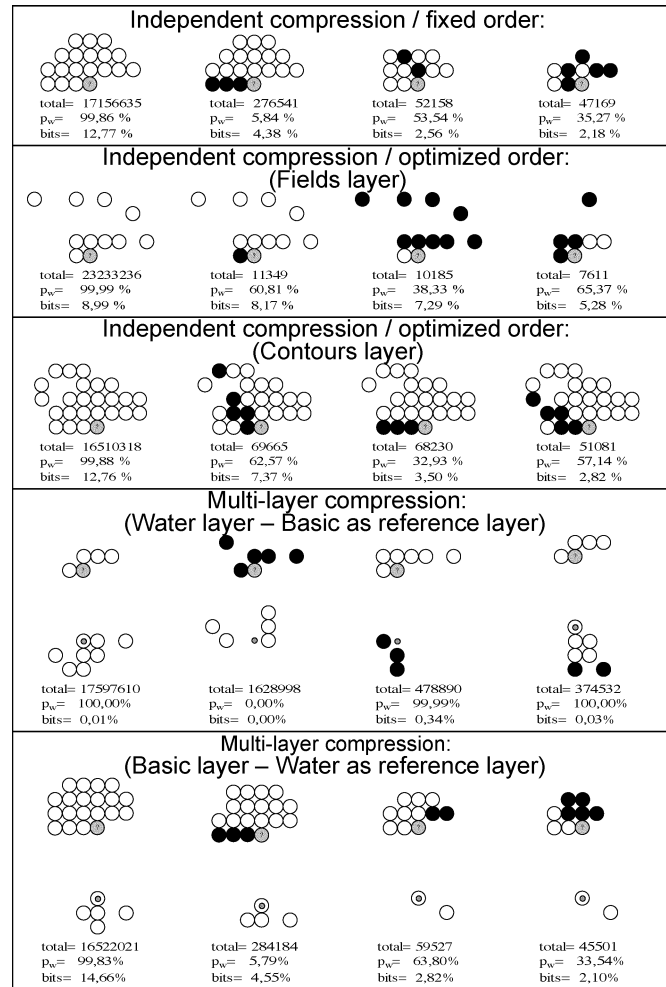 Independent compression / fixed order:
? ? ? ?
total= 17156635 total= 276541 total= 52158 total= 47169
pw= 99,86 % pw= 5,84 % pw= 53,54 % pw= 35,27 %
bits= 12,77 % bits= 4,38 % bits= 2,56 % bits= 2,18 %
Independent compression / optimized order:
(Fields layer)
? ? ? ?
total= 23233236 total= 11349 total= 10185 total= 7611
pw= 99,99 % pw= 60,81 % pw= 38,33 % pw= 65,37 %
bits= 8,99 % bits= 8,17 % bits= 7,29 % bits= 5,28 %
Independent compression / optimized order:
(Contours layer)
? ? ? ?
total= 16510318 total= 69665 total= 68230 total= 51081
pw= 99,88 % pw= 62,57 % pw= 32,93 % pw= 57,14 %
bits= 12,76 % bits= 7,37 % bits= 3,50 % bits= 2,82 %
Multi-layer compression:
(Water layer – Basic as reference layer)
? ? ? ?
total= 17597610 total= 1628998 total= 478890 total= 374532
pw= 100,00% pw= 0,00% pw= 99,99% pw= 100,00%
bits= 0,01% bits= 0,00% bits= 0,34% bits= 0,03%
Multi-layer compression:
(Basic layer – Water as reference layer)
? ? ? ?
total= 16522021 total= 284184 total= 59527 total= 45501
pw= 99,83% pw= 5,79% pw= 63,80% pw= 33,54%
bits= 14,66% bits= 4,55% bits= 2,82% bits= 2,10%